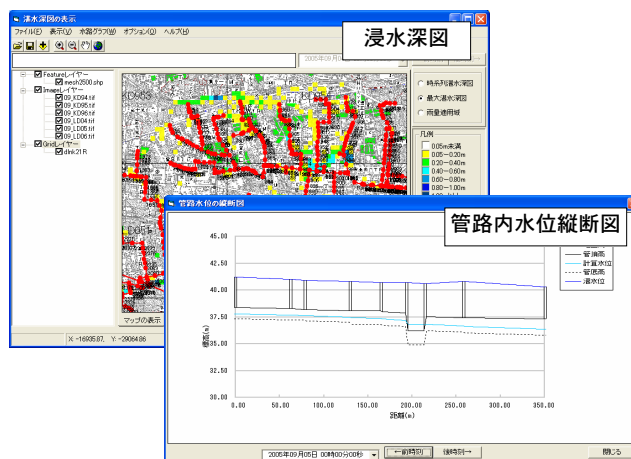 湛水深図の表示
ファイル(F) 表示(V) 水路グラフ(W) オプション(O) ヘルプ(H)
浸水深図
2005年09月0
Featureレイヤー
mesh2500.shp
Imageレイヤー
09_KD94.tif
09_KD95.tif
09_KD96.tif
09_LD04.tif
09_LD05.tif
09_LD06.tif
Gridレイヤー
dlnk21R
時系列湛水深図
最大湛水深図
雨量適用域
凡例
0.05m未満
0.05～0.20m
0.20～0.40m
0.40～0.60m
0.60～0.80m
0.80～1.00m
マップの表示
X: -16935.87, Y: -29064.86
管路水位の縦断図
管路内水位縦断図
管頂高
計算水位
管底高
湛水位
45.00
42.50
40.00
37.50
35.00
32.50
30.00
標高(m)
0.00 50.00 100.00 150.00 200.00 250.00 300.00 350.00
距離(m)
2005年09月05日 00時00分00秒
←前時刻
後時刻→
閉じる